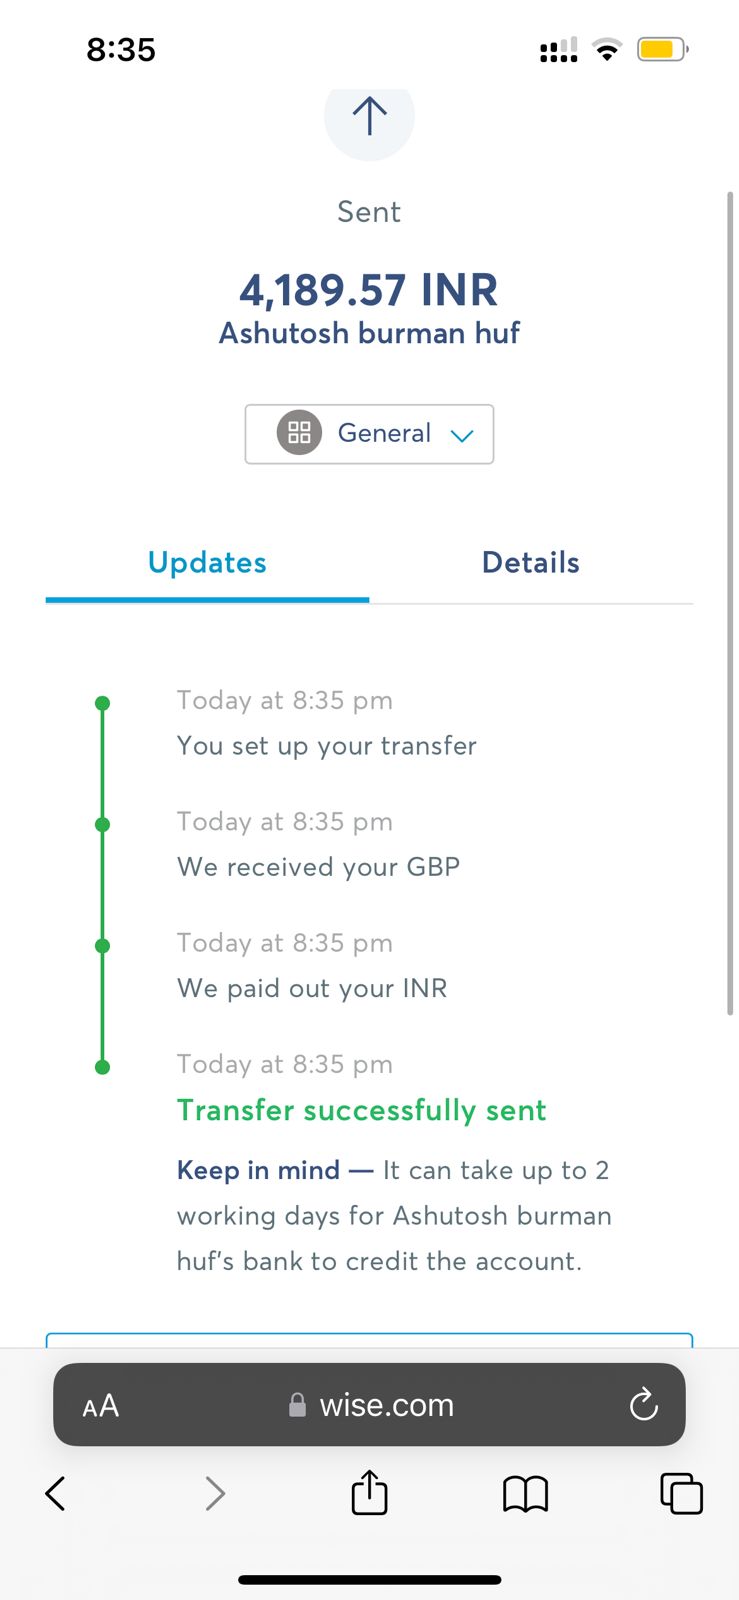 8:35
Sent
4,189.57 INR
Ashutosh burman huf
General
Updates
Details
Today at 8:35 pm
You set up your transfer
Today at 8:35 pm
We received your GBP
Today at 8:35 pm
We paid out your INR
Today at 8:35 pm
Transfer successfully sent
Keep in mind — It can take up to 2
working days for Ashutosh burman
huf's bank to credit the account.
AA
wise.com